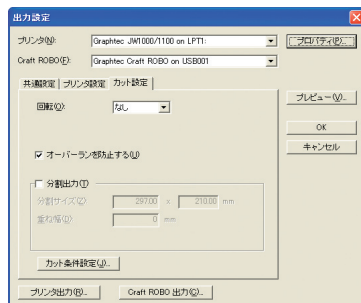 出力設定
プリンタ(N): Graphtec JW1000/1100 on LPT1: プロパティ(P)...
Craft ROBO(F): Graphtec Craft ROBO on USB001
共通設定 プリンタ設定 カット設定
プレビュー(V)...
回転(O): なし
OK
キャンセル
オーバーランを防止する(U)
分割出力(T)
分割サイズ(Z) 297.00 x 210.00 mm
重ね幅(D) 0 mm
カット条件設定(J)...
プリンタ出力(R)... Craft ROBO 出力(C)...